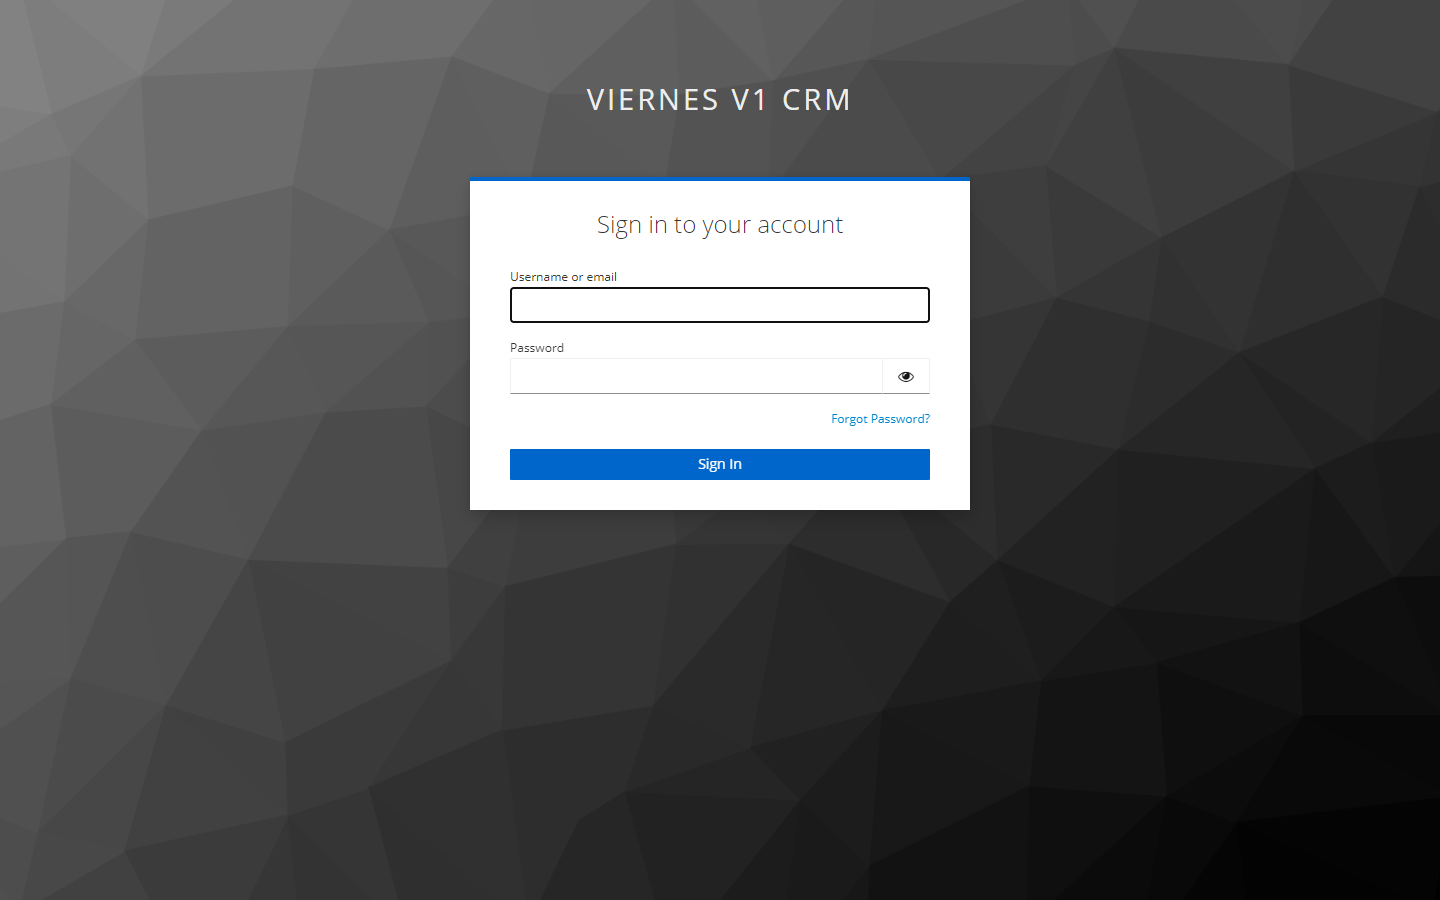 VIERNES V1 CRM
Sign in to your account
Username or email
Password
Forgot Password?
Sign In